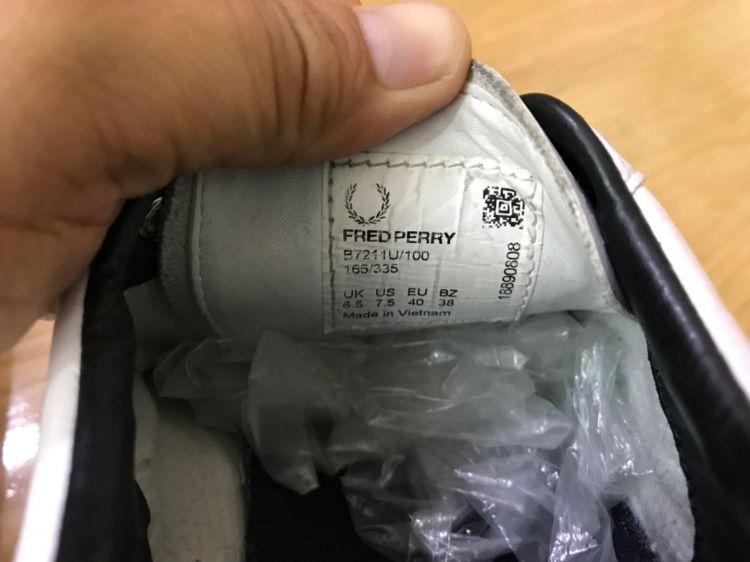 FRED PERRY
B7211U/100
165/335
UK US EU BZ
6.5 7.5 40 38
Made in Vietnam
18890808